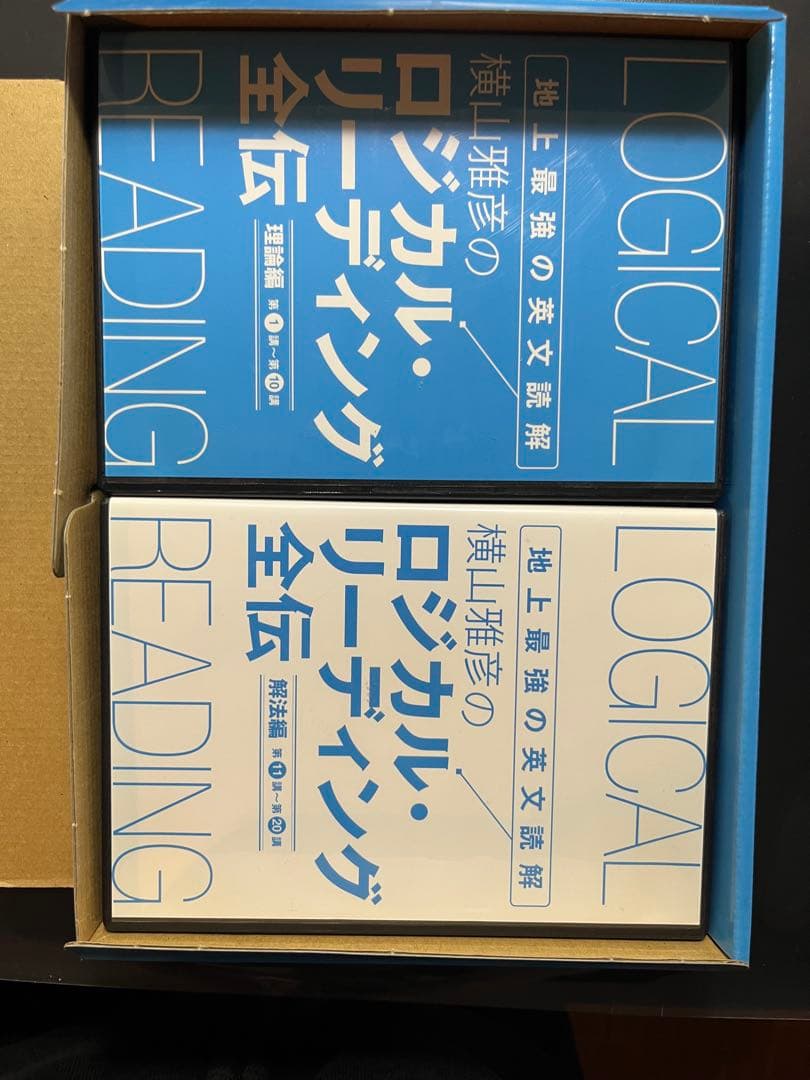 LOGICAL
地上最強の英文読解
横山雅彦の
ロジカル・
リーディング
全伝
理論編 第1講～第10講
READING
LOGICAL
地上最強の英文読解
横山雅彦の
ロジカル・
リーディング
全伝
解法編 第11講～第20講
READING